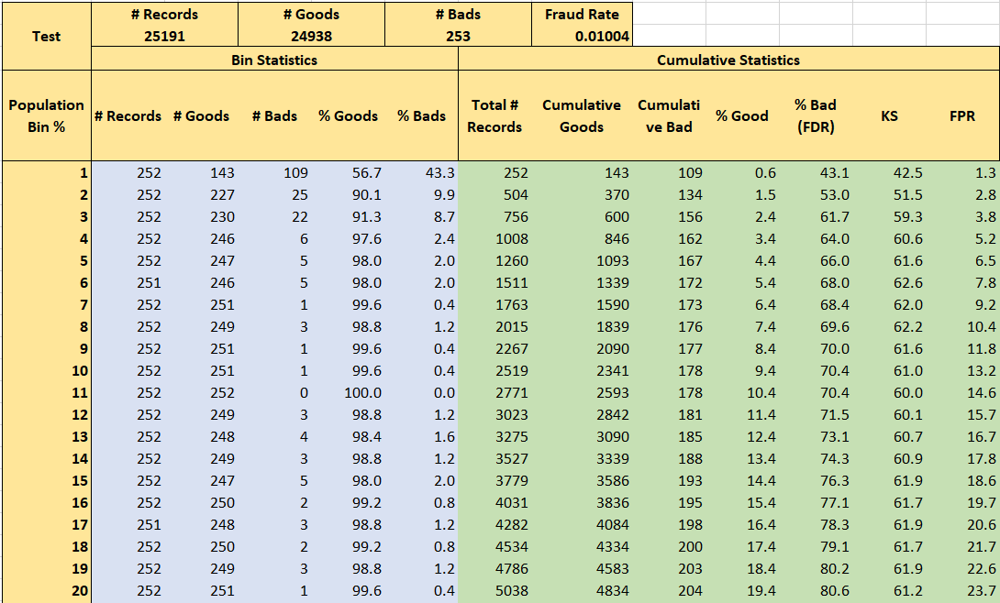 Test # Records # Goods # Bads Fraud Rate
25191 24938 253 0.01004
Bin Statistics Cumulative Statistics
Population Bin % # Records # Goods # Bads % Goods % Bads Total # Records Cumulative Goods Cumulati ve Bad % Good % Bad (FDR) KS FPR
1 252 143 109 56.7 43.3 252 143 109 0.6 43.1 42.5 1.3
2 252 227 25 90.1 9.9 504 370 134 1.5 53.0 51.5 2.8
3 252 230 22 91.3 8.7 756 600 156 2.4 61.7 59.3 3.8
4 252 246 6 97.6 2.4 1008 846 162 3.4 64.0 60.6 5.2
5 252 247 5 98.0 2.0 1260 1093 167 4.4 66.0 61.6 6.5
6 251 246 5 98.0 2.0 1511 1339 172 5.4 68.0 62.6 7.8
7 252 251 1 99.6 0.4 1763 1590 173 6.4 68.4 62.0 9.2
8 252 249 3 98.8 1.2 2015 1839 176 7.4 69.6 62.2 10.4
9 252 251 1 99.6 0.4 2267 2090 177 8.4 70.0 61.6 11.8
10 252 251 1 99.6 0.4 2519 2341 178 9.4 70.4 61.0 13.2
11 252 252 0 100.0 0.0 2771 2593 178 10.4 70.4 60.0 14.6
12 252 249 3 98.8 1.2 3023 2842 181 11.4 71.5 60.1 15.7
13 252 248 4 98.4 1.6 3275 3090 185 12.4 73.1 60.7 16.7
14 252 249 3 98.8 1.2 3527 3339 188 13.4 74.3 60.9 17.8
15 252 247 5 98.0 2.0 3779 3586 193 14.4 76.3 61.9 18.6
16 252 250 2 99.2 0.8 4031 3836 195 15.4 77.1 61.7 19.7
17 251 248 3 98.8 1.2 4282 4084 198 16.4 78.3 61.9 20.6
18 252 250 2 99.2 0.8 4534 4334 200 17.4 79.1 61.7 21.7
19 252 249 3 98.8 1.2 4786 4583 203 18.4 80.2 61.9 22.6
20 252 251 1 99.6 0.4 5038 4834 204 19.4 80.6 61.2 23.7